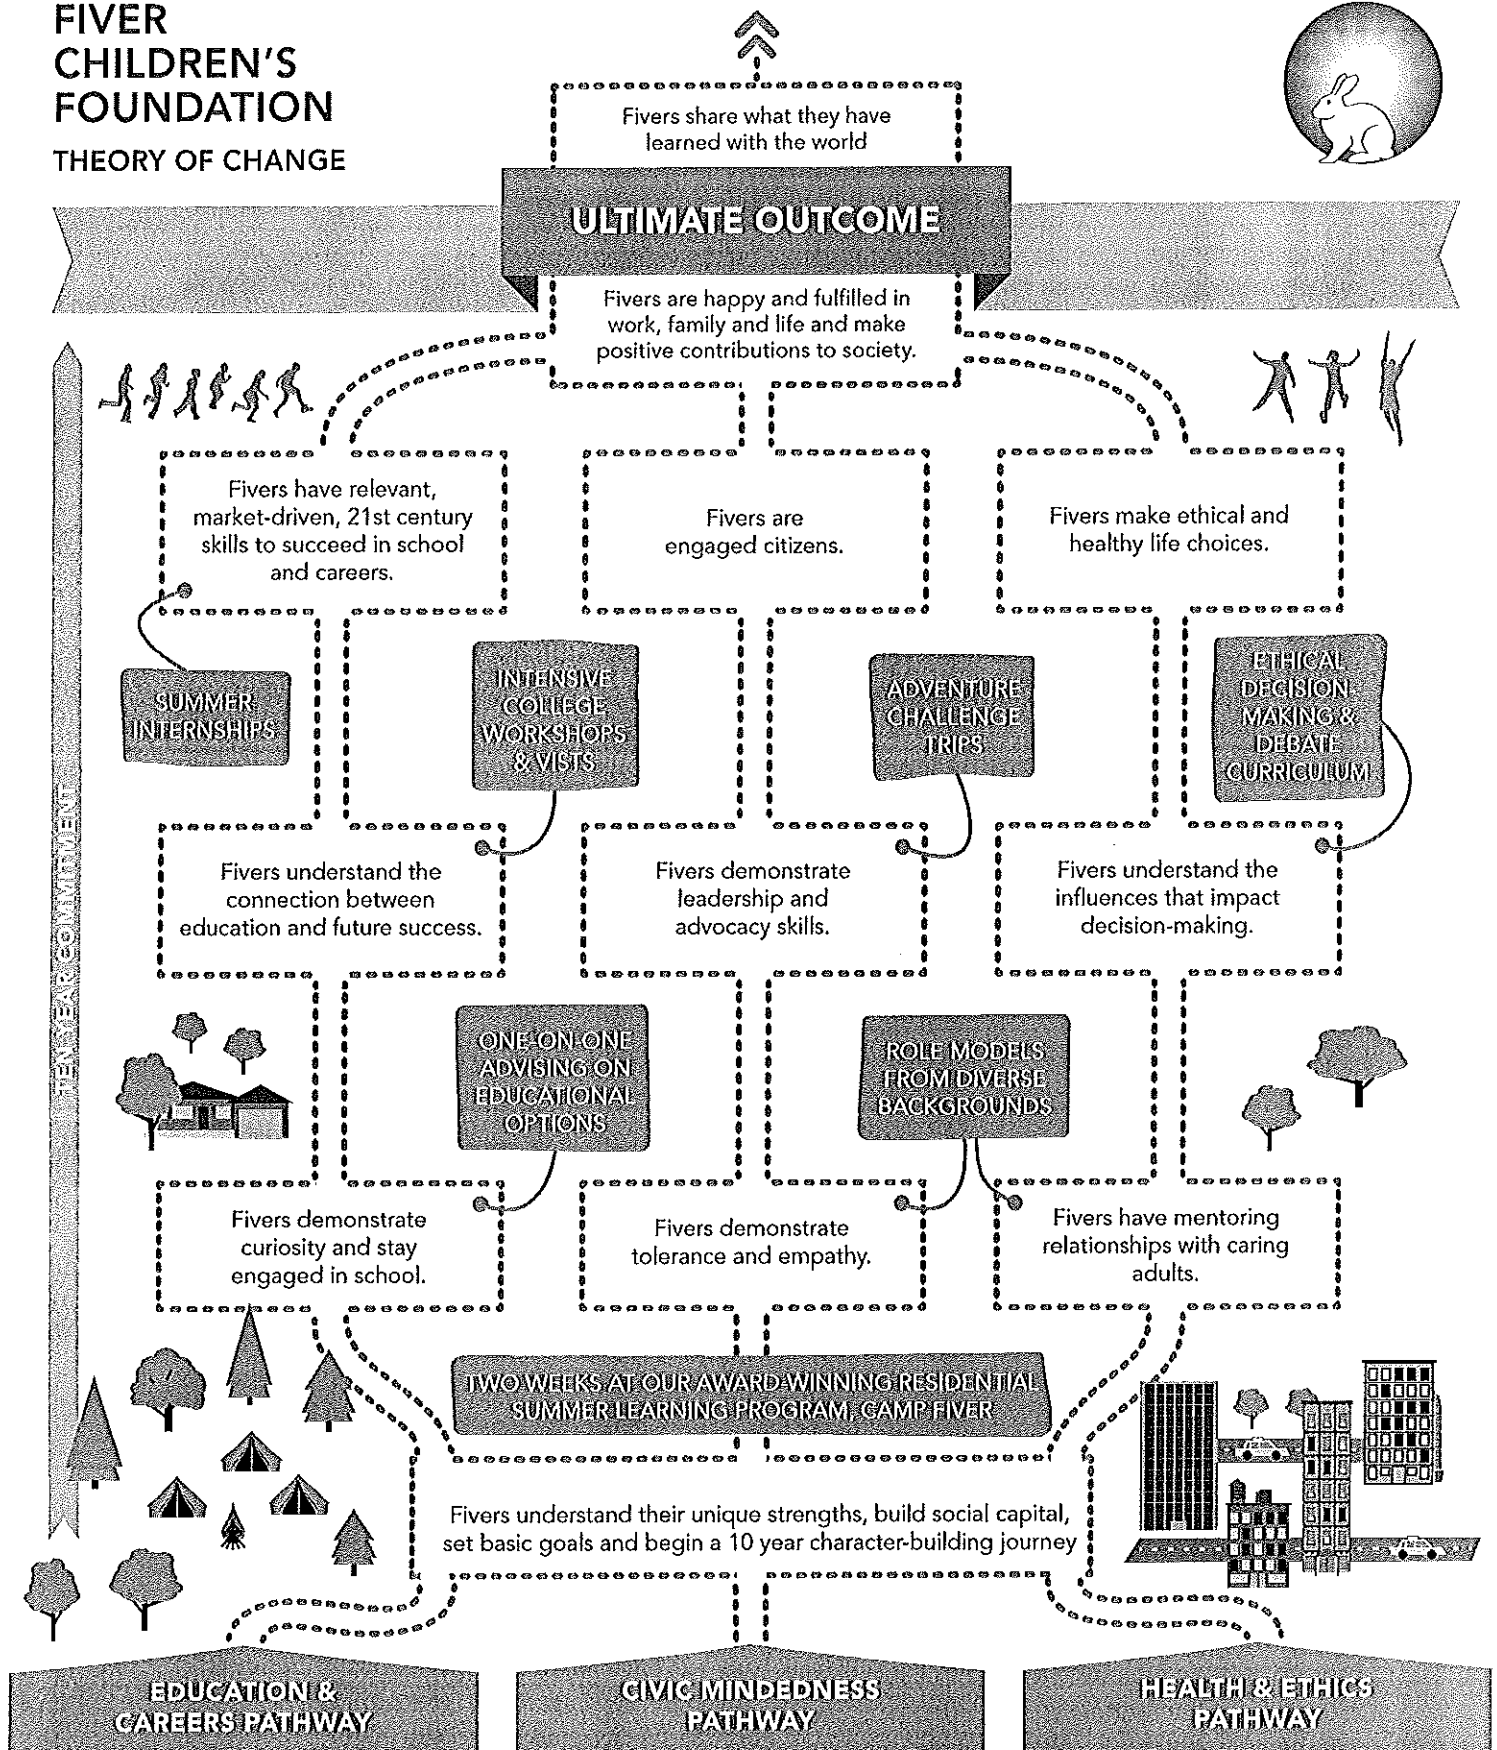 FIVER
CHILDREN'S
FOUNDATION
THEORY OF CHANGE
Fivers share what they have
learned with the world
ULTIMATE OUTCOME
Fivers are happy and fulfilled in
work, family and life and make
positive contributions to society.
Fivers have relevant,
market-driven, 21st century
skills to succeed in school
and careers.
Fivers are
engaged citizens.
Fivers make ethical and
healthy life choices.
SUMMER
INTERNSHIPS
INTENSIVE
COLLEGE
WORKSHOPS
& VISTS
ADVENTURE
CHALLENGE
TRIPS
ETHICAL
DECISION
MAKING &
DEBATE
CURRICULUM
TEN YEAR COMMITMENT
Fivers understand the
connection between
education and future success.
Fivers demonstrate
leadership and
advocacy skills.
Fivers understand the
influences that impact
decision-making.
ONE-ON-ONE
ADVISING ON
EDUCATIONAL
OPTIONS
ROLE MODELS
FROM DIVERSE
BACKGROUNDS
Fivers demonstrate
curiosity and stay
engaged in school.
Fivers demonstrate
tolerance and empathy.
Fivers have mentoring
relationships with caring
adults.
TWO WEEKS AT OUR AWARD-WINNING RESIDENTIAL
SUMMER LEARNING PROGRAM, CAMP FIVER
Fivers understand their unique strengths, build social capital,
set basic goals and begin a 10 year character-building journey
EDUCATION &
CAREERS PATHWAY
CIVIC MINDEDNESS
PATHWAY
HEALTH & ETHICS
PATHWAY